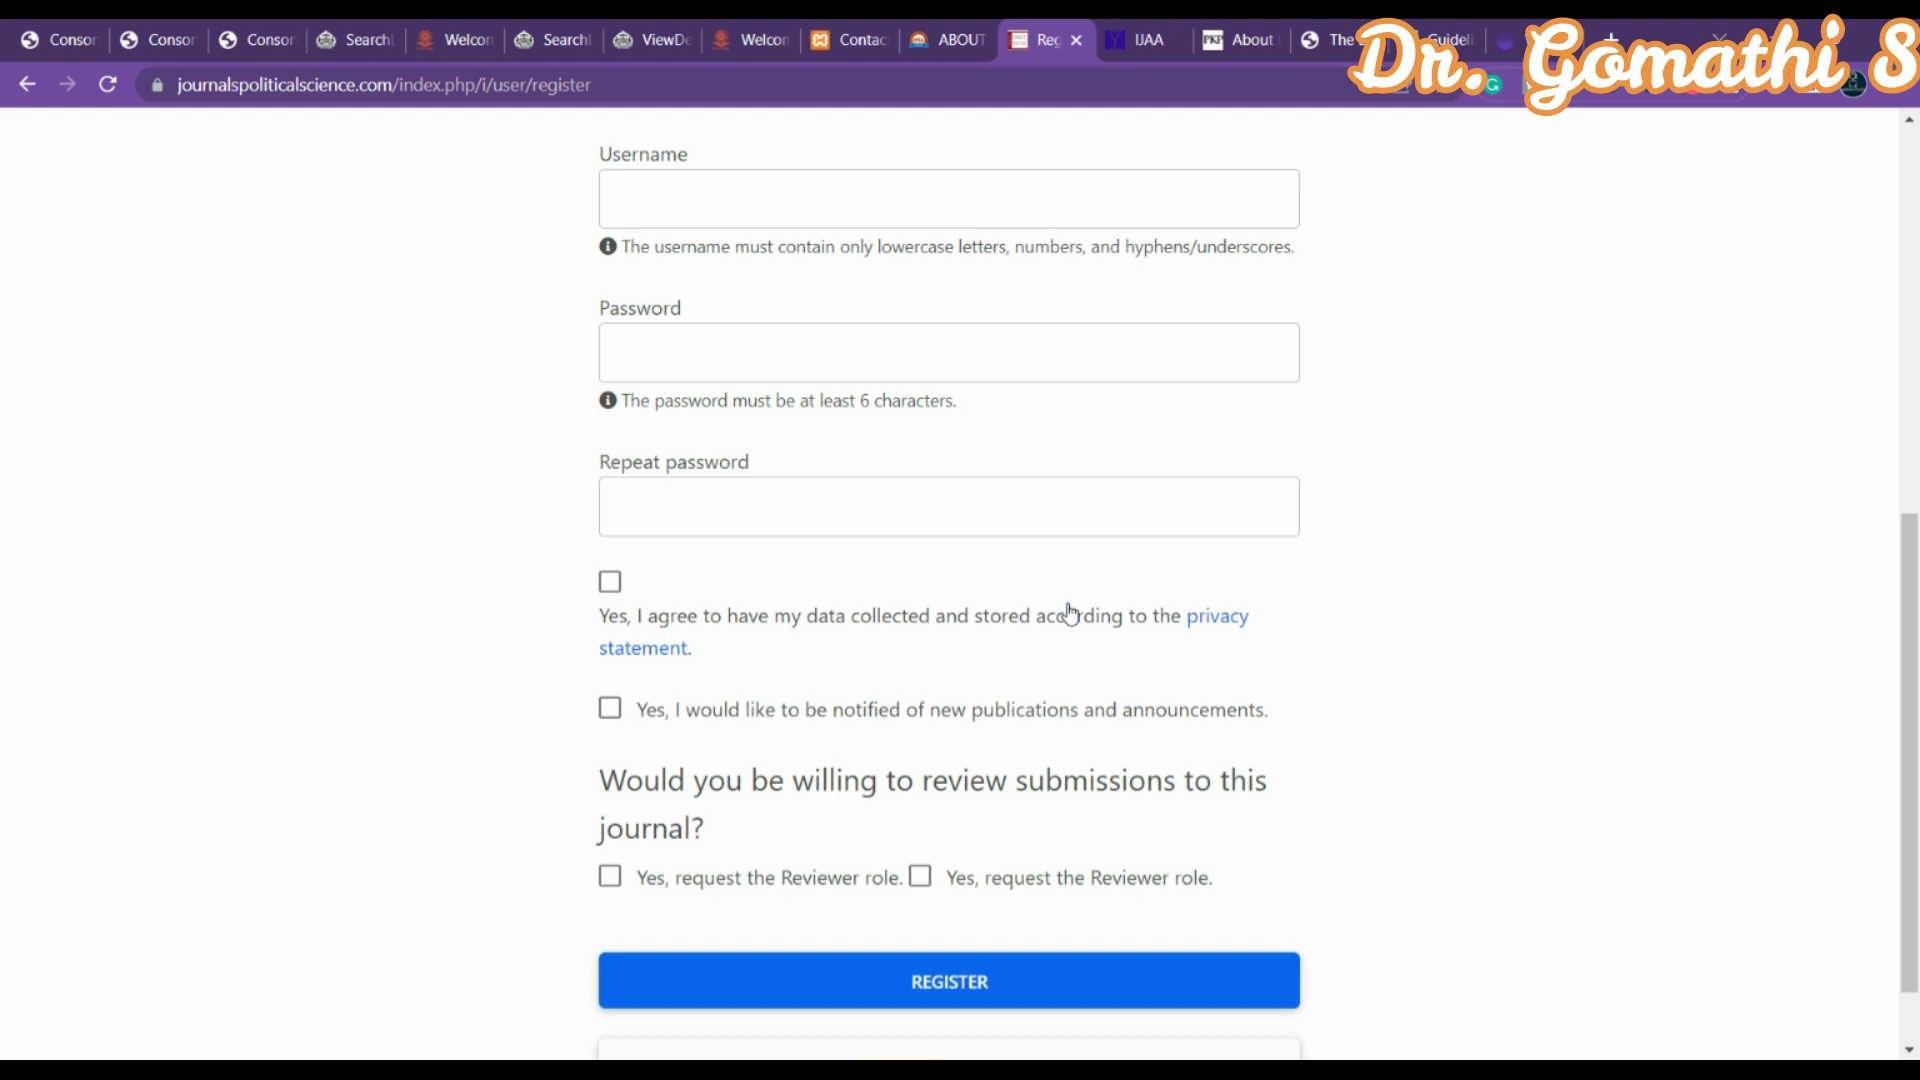 Consor Consor Consor Search Welcon Search ViewDe Welcon Contac ABOUT Reg IJAA PKP About The Guideli
Dr. Gomathi S
journalspoliticalscience.com/index.php/i/user/register
Username
The username must contain only lowercase letters, numbers, and hyphens/underscores.
Password
The password must be at least 6 characters.
Repeat password
Yes, I agree to have my data collected and stored according to the privacy
statement.
Yes, I would like to be notified of new publications and announcements.
Would you be willing to review submissions to this
journal?
Yes, request the Reviewer role. Yes, request the Reviewer role.
REGISTER